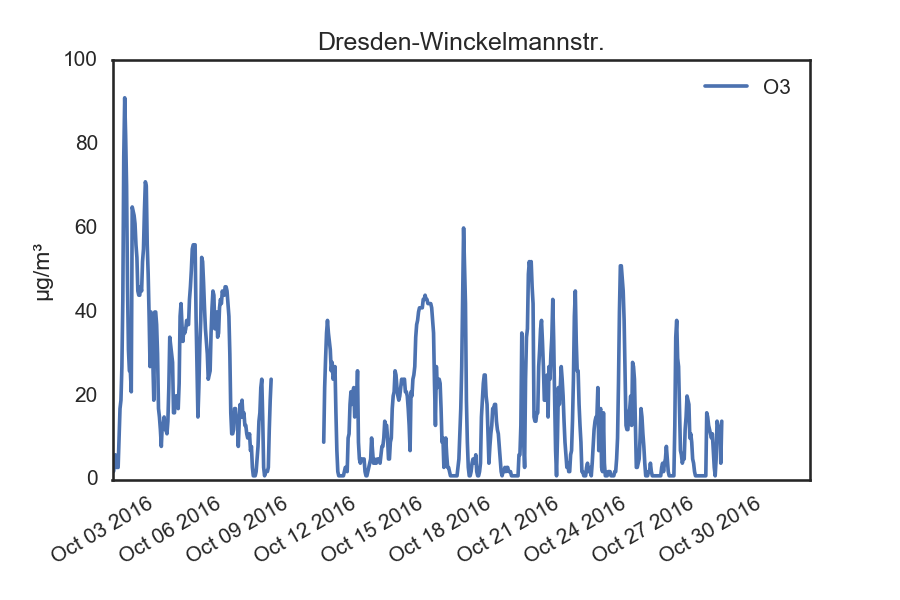 Dresden-Winckelmannstr.
100
80
60
40
20
0
µg/m³
O3
Oct 03 2016
Oct 06 2016
Oct 09 2016
Oct 12 2016
Oct 15 2016
Oct 18 2016
Oct 21 2016
Oct 24 2016
Oct 27 2016
Oct 30 2016